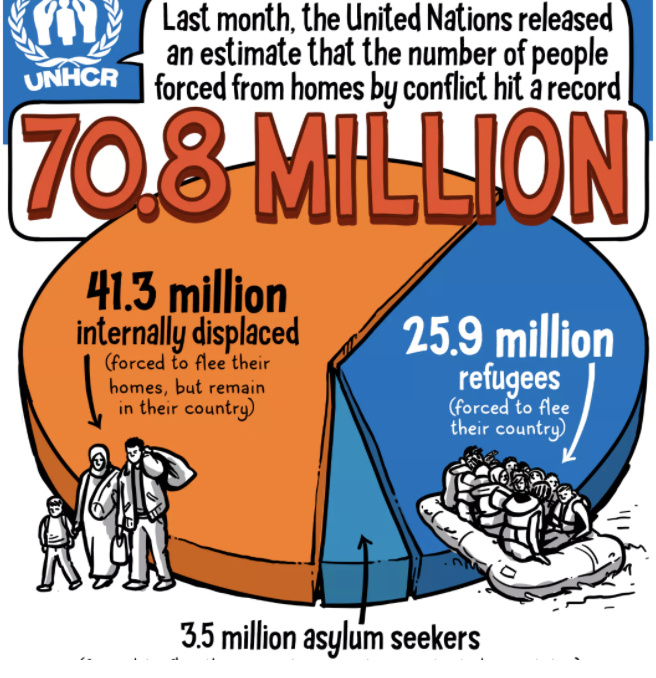 UNHCR
Last month, the United Nations released
an estimate that the number of people
forced from homes by conflict hit a record
70.8 MILLION
41.3 million
internally displaced
(forced to flee their
homes, but remain
in their country)
25.9 million
refugees
(forced to flee
their country)
3.5 million asylum seekers